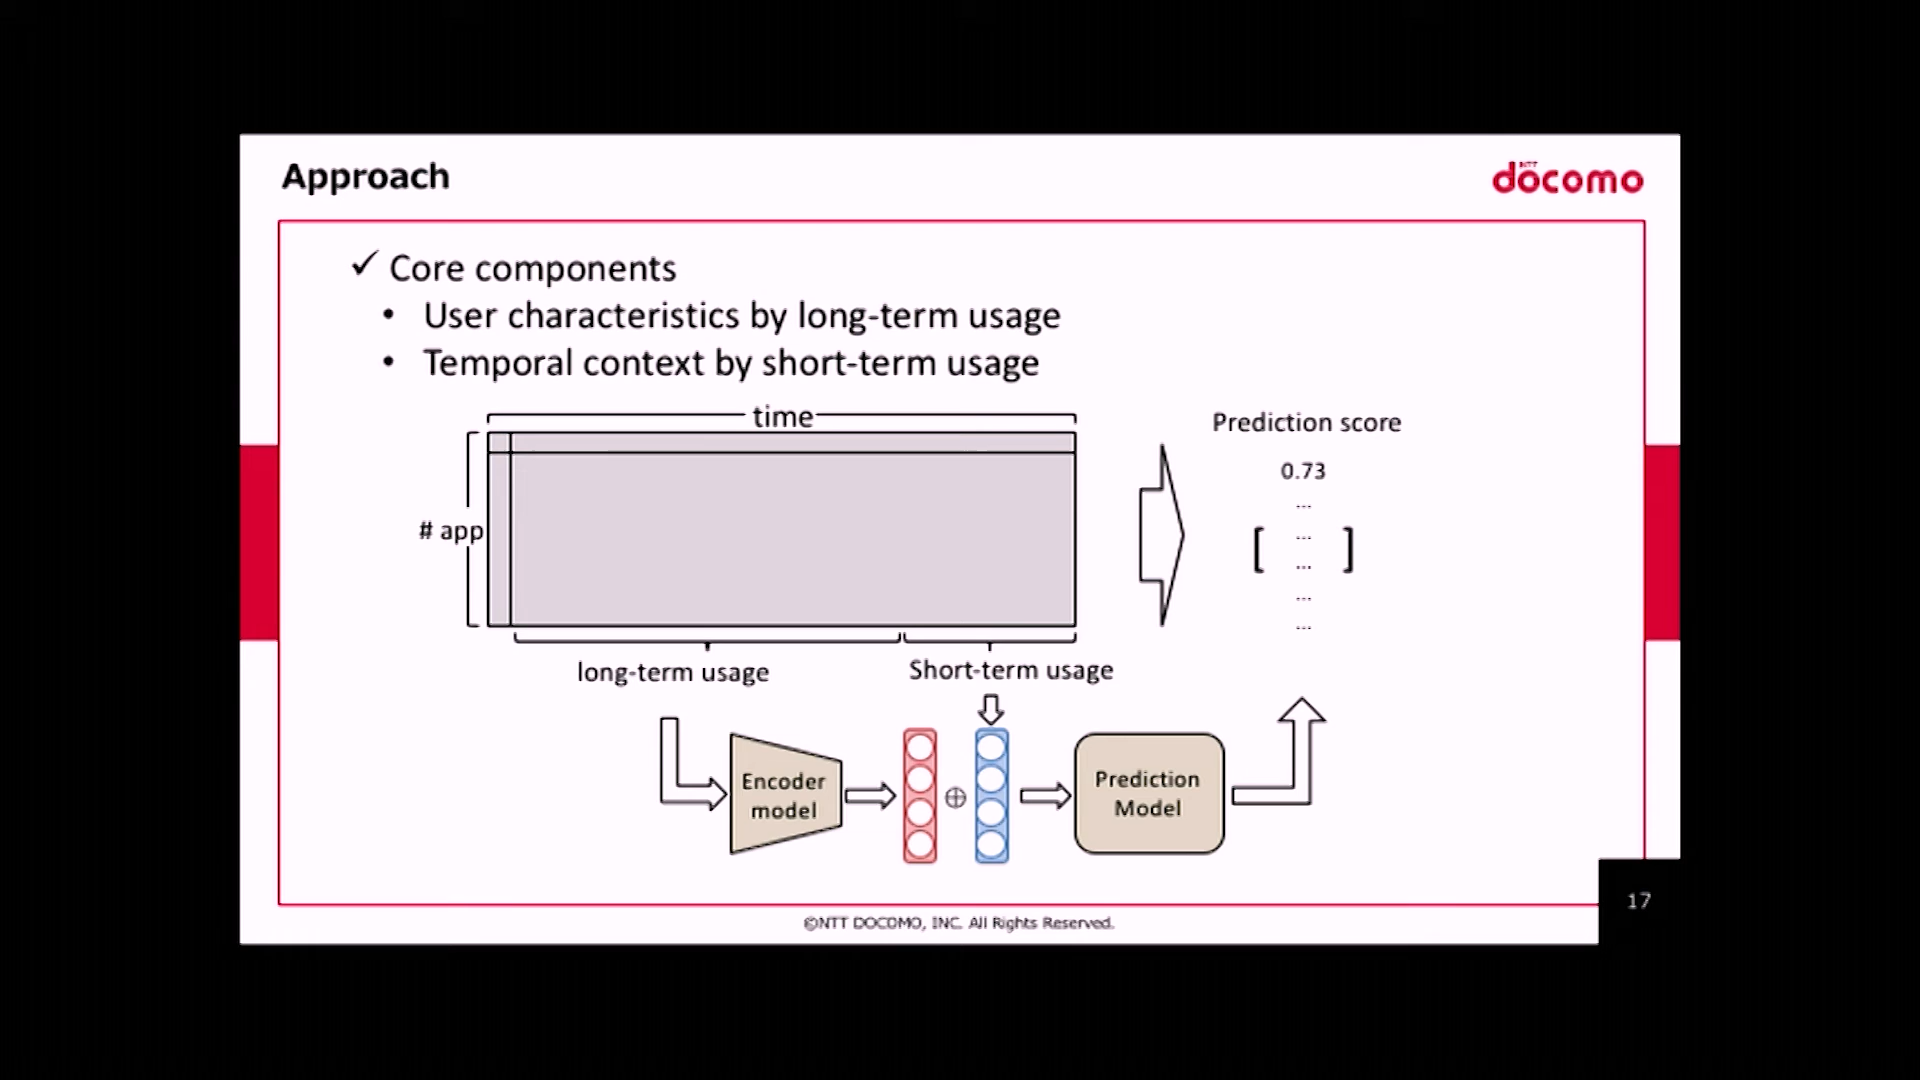 Approach
NTT
döcomo
✓ Core components
• User characteristics by long-term usage
• Temporal context by short-term usage
time
Prediction score
0.73
...
# app
[ ... ]
...
...
...
long-term usage
Short-term usage
Encoder
model
⊕
Prediction
Model
17
©NTT DOCOMO, INC. All Rights Reserved.